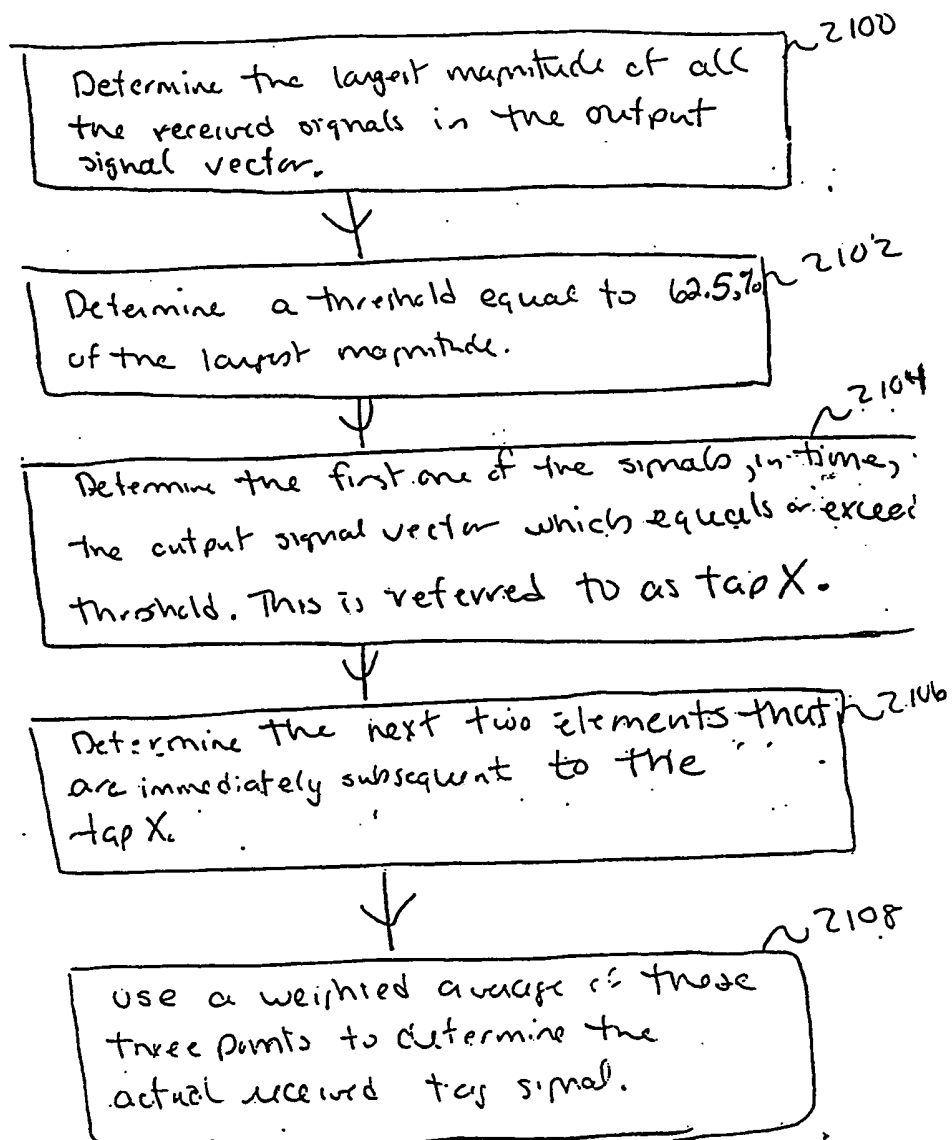 2100
Determine the largest magnitude of all
the received signals in the output
signal vector.
2102
Determine a threshold equal to 62.5%
of the largest magnitude.
2104
Determine the first one of the signals, in time,
the output signal vector which equals or exceed
threshold. This is referred to as tap X.
2106
Determine the next two elements that
are immediately subsequent to the
tap X.
2108
use a weighted average of these
three points to determine the
actual received tag signal.